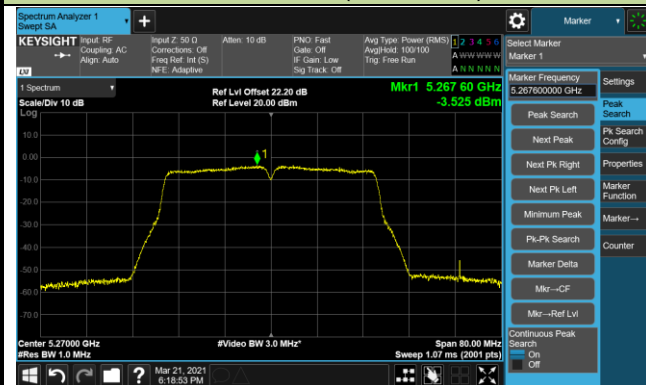 Spectrum Analyzer 1
Swept SA
Marker
KEYSIGHT
Input: RF
Coupling: AC
Align: Auto
Input Z: 50 Ω
Corrections: Off
Freq Ref: Int (S)
NFE: Adaptive
Atten: 10 dB
PNO: Fast
Gate: Off
IF Gain: Low
Sig Track: Off
Avg Type: Power (RMS)
Avg|Hold: 100/100
Trig: Free Run
1 2 3 4 5 6
A W W W W W
A N N N N N
LXI
Select Marker
Marker 1
1 Spectrum
Scale/Div 10 dB
Log
Ref Lvl Offset 22.20 dB
Ref Level 20.00 dBm
Mkr1 5.267 60 GHz
-3.525 dBm
10.0
0.00
-10.0
-20.0
-30.0
-40.0
-50.0
-60.0
-70.0
1
Center 5.27000 GHz
#Res BW 1.0 MHz
#Video BW 3.0 MHz*
Span 80.00 MHz
Sweep 1.07 ms (2001 pts)
Marker Frequency
5.267600000 GHz
Peak Search
Next Peak
Next Pk Right
Next Pk Left
Minimum Peak
Pk-Pk Search
Marker Delta
Mkr→CF
Mkr→Ref Lvl
Continuous Peak
Search
On
Off
Settings
Peak
Search
Pk Search
Config
Properties
Marker
Function
Marker→
Counter
?
Mar 21, 2021
6:18:53 PM